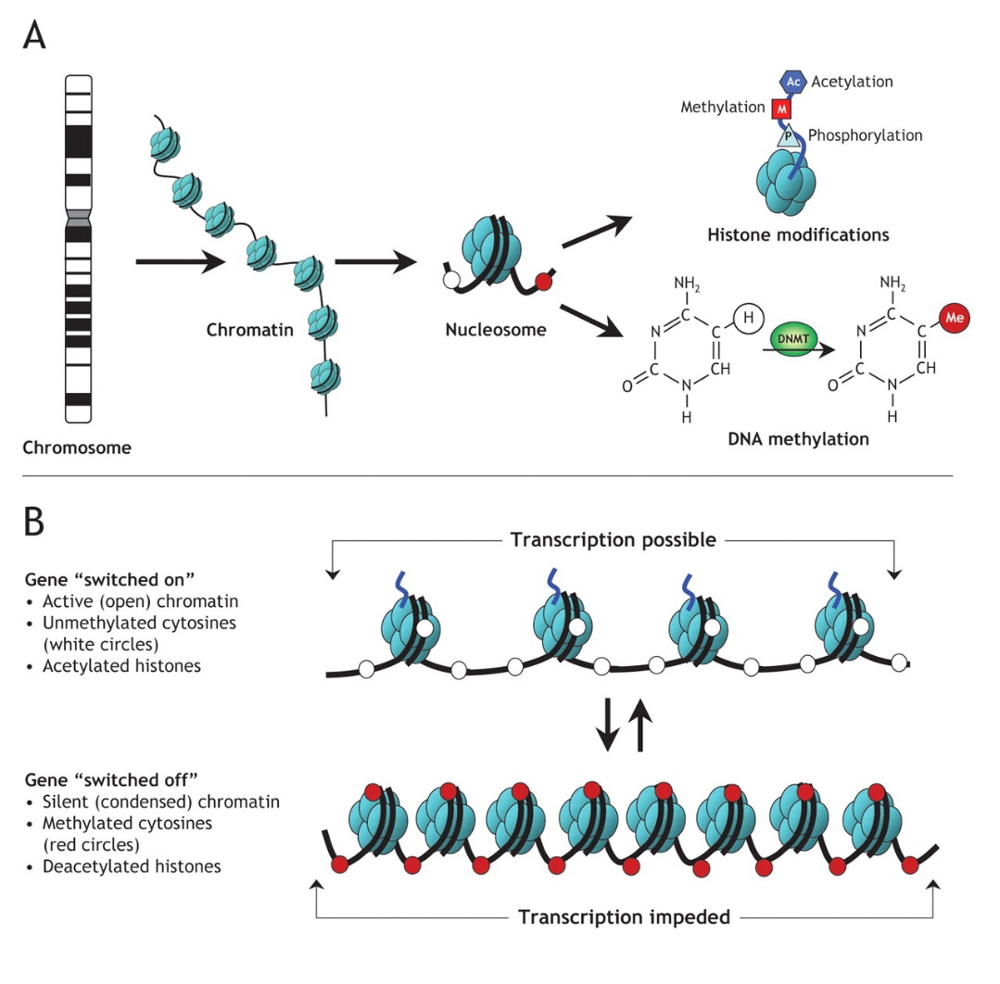 A
Ac Acetylation
Methylation M
P Phosphorylation
Histone modifications
Chromatin
Nucleosome
Chromosome
NH₂
N
C
C
H
C
O
N
CH
H
DNMT
NH₂
N
C
C
Me
C
O
N
CH
H
DNA methylation
B
Transcription possible
Gene “switched on”
• Active (open) chromatin
• Unmethylated cytosines
(white circles)
• Acetylated histones
Gene “switched off”
• Silent (condensed) chromatin
• Methylated cytosines
(red circles)
• Deacetylated histones
Transcription impeded